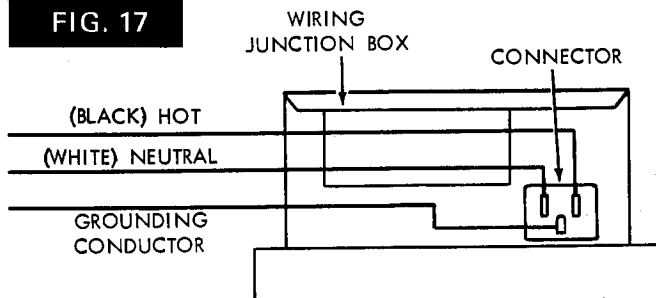 FIG. 17
WIRING
JUNCTION BOX
CONNECTOR
(BLACK) HOT
(WHITE) NEUTRAL
GROUNDING
CONDUCTOR